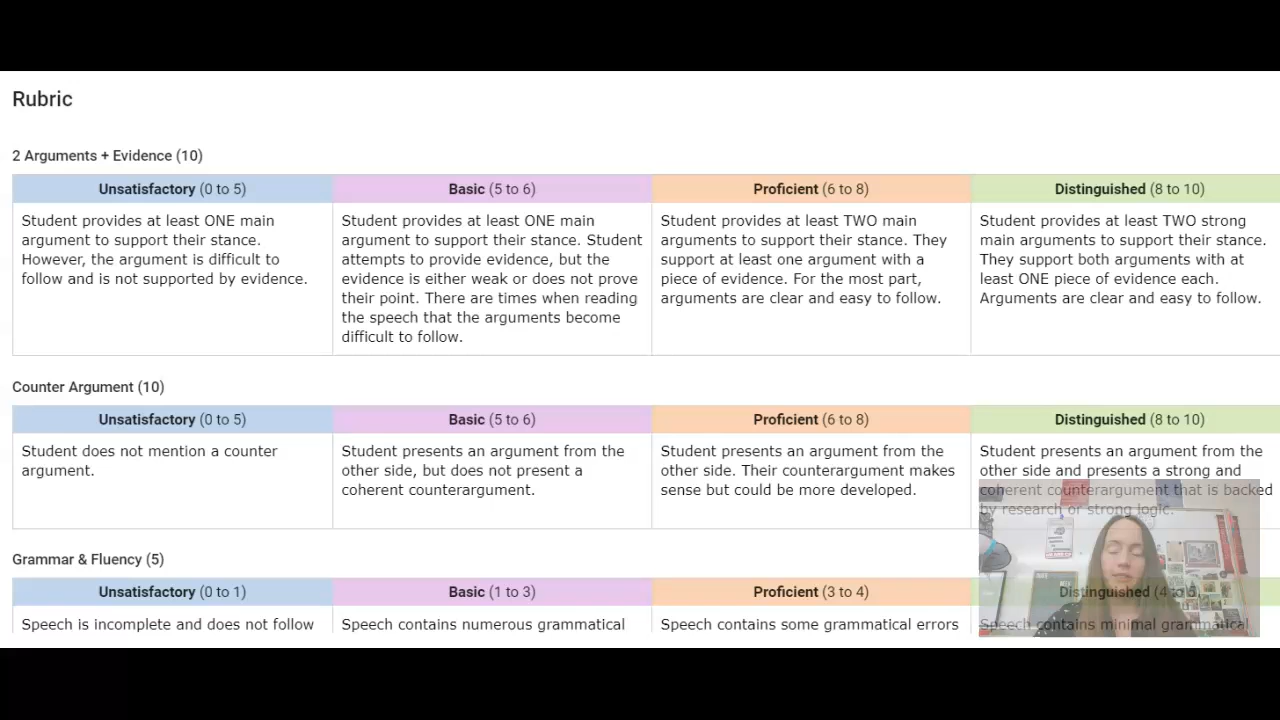 Rubric
2 Arguments + Evidence (10)
Unsatisfactory (0 to 5)
Basic (5 to 6)
Proficient (6 to 8)
Distinguished (8 to 10)
Student provides at least ONE main
argument to support their stance.
However, the argument is difficult to
follow and is not supported by evidence.
Student provides at least ONE main
argument to support their stance. Student
attempts to provide evidence, but the
evidence is either weak or does not prove
their point. There are times when reading
the speech that the arguments become
difficult to follow.
Student provides at least TWO main
arguments to support their stance. They
support at least one argument with a
piece of evidence. For the most part,
arguments are clear and easy to follow.
Student provides at least TWO strong
main arguments to support their stance.
They support both arguments with at
least ONE piece of evidence each.
Arguments are clear and easy to follow.
Counter Argument (10)
Unsatisfactory (0 to 5)
Basic (5 to 6)
Proficient (6 to 8)
Distinguished (8 to 10)
Student does not mention a counter
argument.
Student presents an argument from the
other side, but does not present a
coherent counterargument.
Student presents an argument from the
other side. Their counterargument makes
sense but could be more developed.
Student presents an argument from the
other side and presents a strong and
coherent counterargument that is backed
by research or strong logic.
Grammar & Fluency (5)
Unsatisfactory (0 to 1)
Basic (1 to 3)
Proficient (3 to 4)
Distinguished (4 to
Speech is incomplete and does not follow
Speech contains numerous grammatical
Speech contains some grammatical errors
Speech contains minimal grammatical